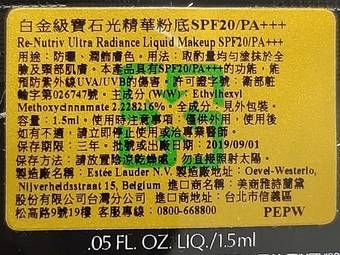 白金級寶石光精華粉底SPF20/PA+++
Re-Nutriv Ultra Radiance Liquid Makeup SPF20/PA+++
用途：防曬，潤飾膚色。用法：取酌量均勻塗抹於全
臉及頸部肌膚。本產品具有SPF20/PA+++的功能，能
預防紫外線UVA/UVB的傷害。許可證字號：衛部粧
輸字第026747號。主成分(W/W)：Ethylhexyl
Methoxycinnamate 2.228216%。成分：見外包裝。
容量：1.5ml。使用時注意事項：僅供外用，使用後
有不適，請立即停止使用或洽專業醫師。
保存期限：三年。批號或出廠日期：2019/09/01
保存方法：請放置陰涼乾燥處，勿直接照射太陽。
製造廠名稱：Estée Lauder N.V. 製造廠址：Oevel-Westerlo,
Nijverheidsstraat 15, Belgium 進口商名稱：美商雅詩蘭黛
股份有限公司台灣分公司 進口商地址：台北市信義區
松高路9號19樓 客服專線：0800-668800
PEPW
.05 FL. OZ. LIQ./1.5ml